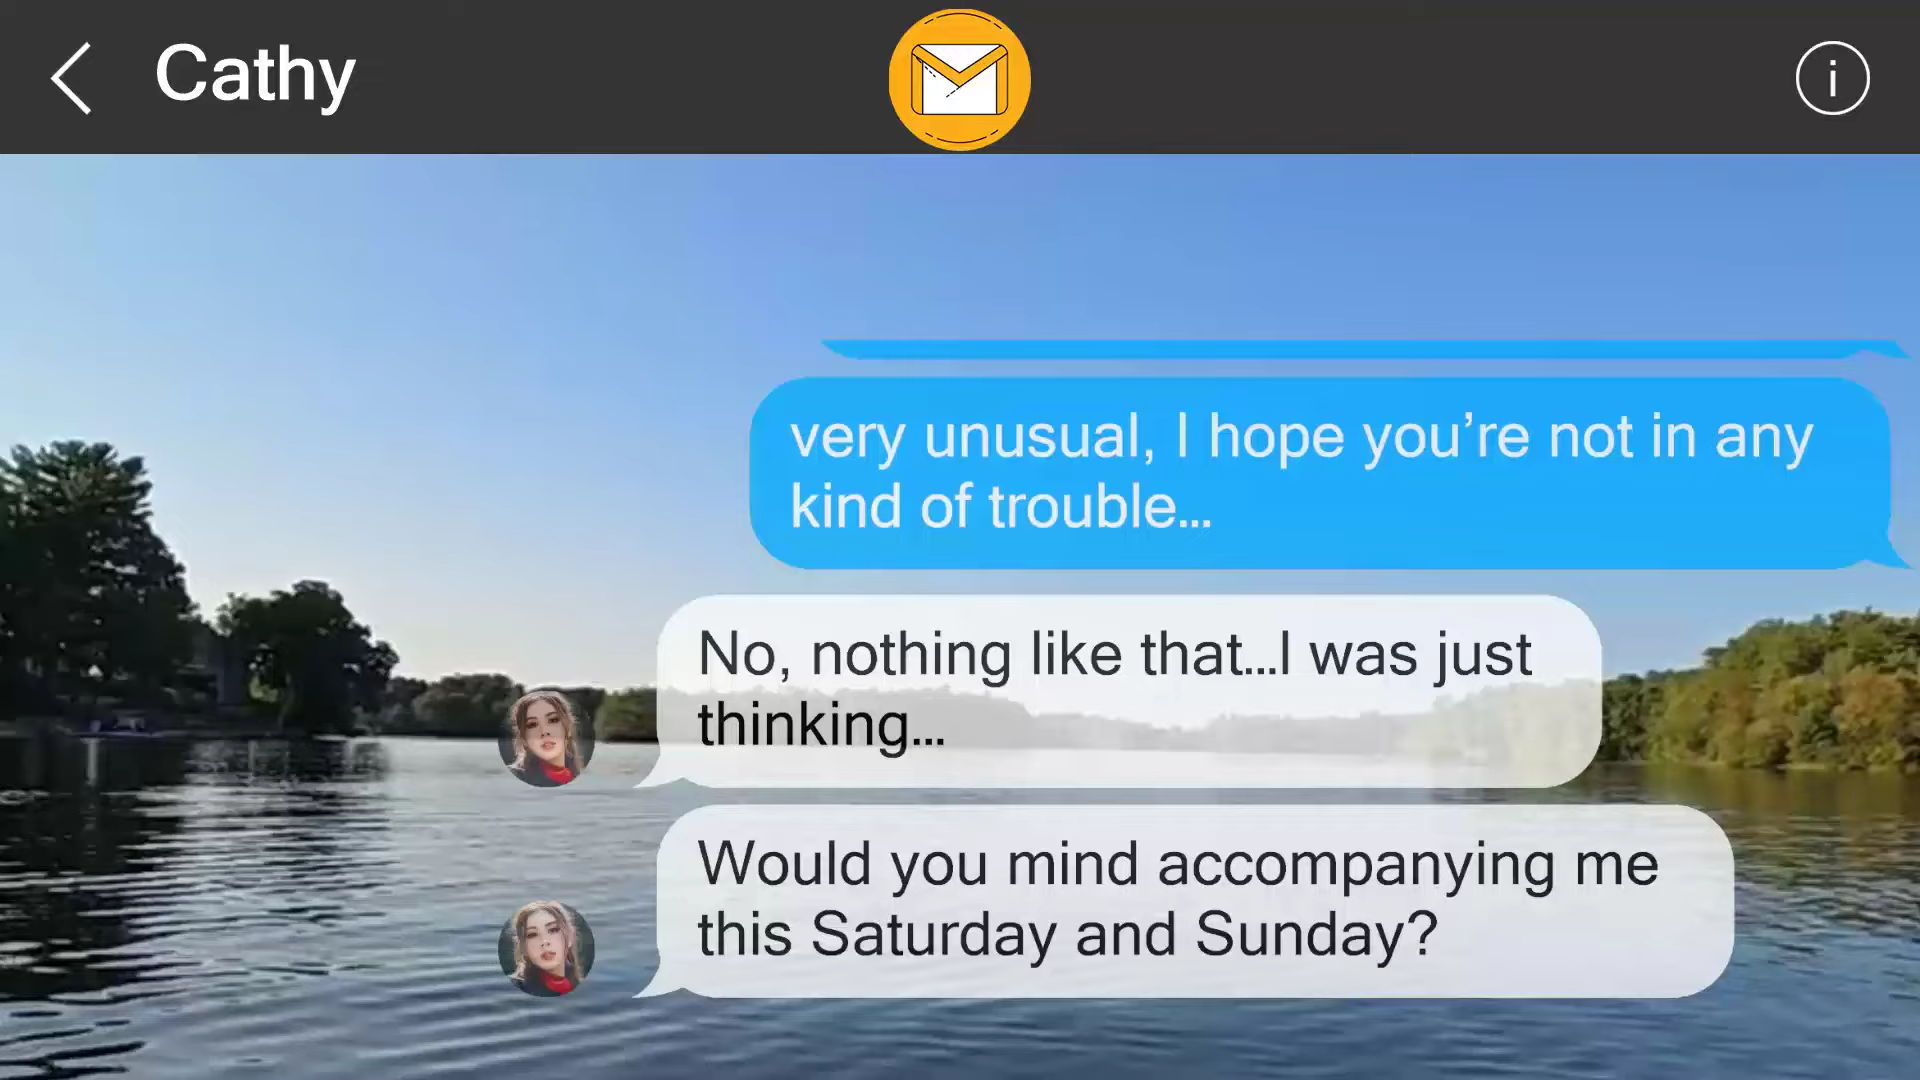 Cathy
i
very unusual, I hope you’re not in any
kind of trouble...
No, nothing like that...I was just
thinking...
Would you mind accompanying me
this Saturday and Sunday?